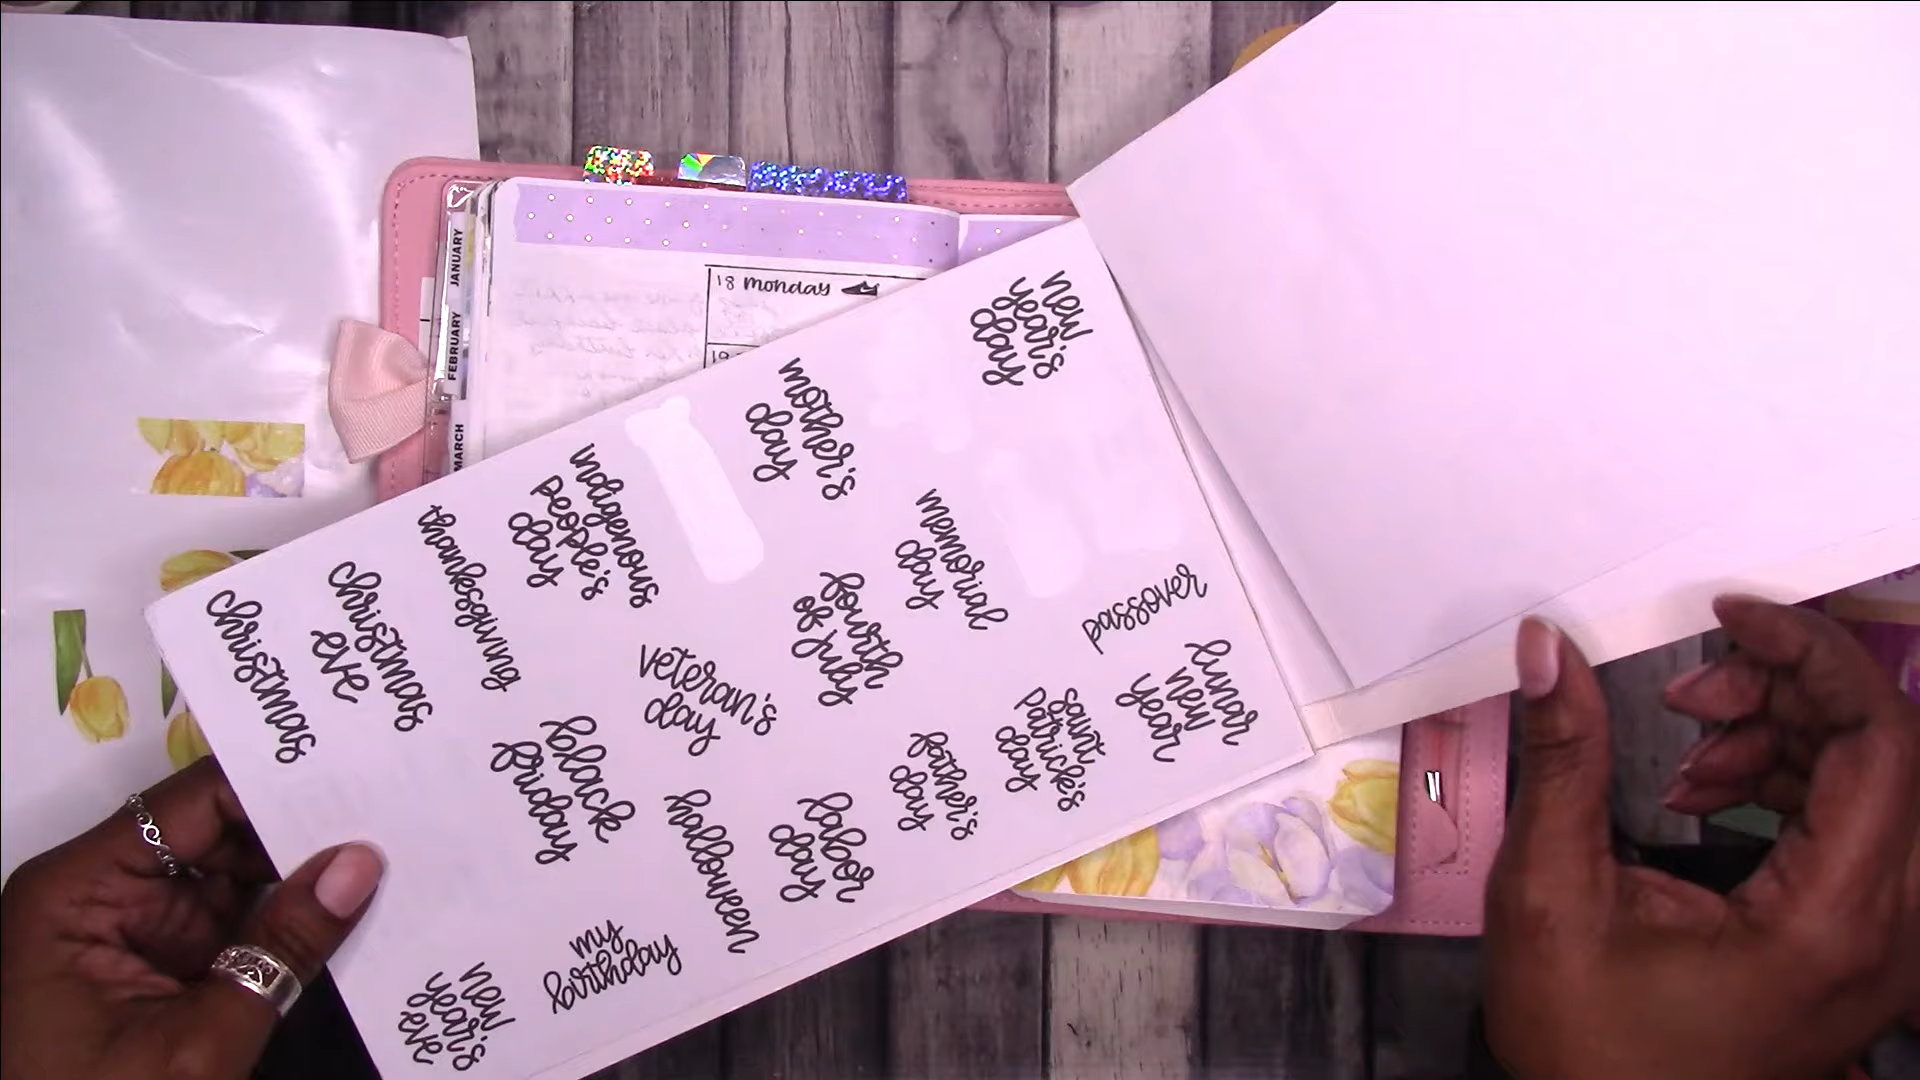 JANUARY
FEBRUARY
MARCH
18 monday
19
new
year's
day
mother's
day
indigenous
people's
day
memorial
day
thanksgiving
fourth
of july
passover
christmas
eve
christmas
veteran's
day
lunar
new
year
saint
patrick's
day
father's
day
black
friday
labor
day
halloween
my
birthday
new
year's
eve